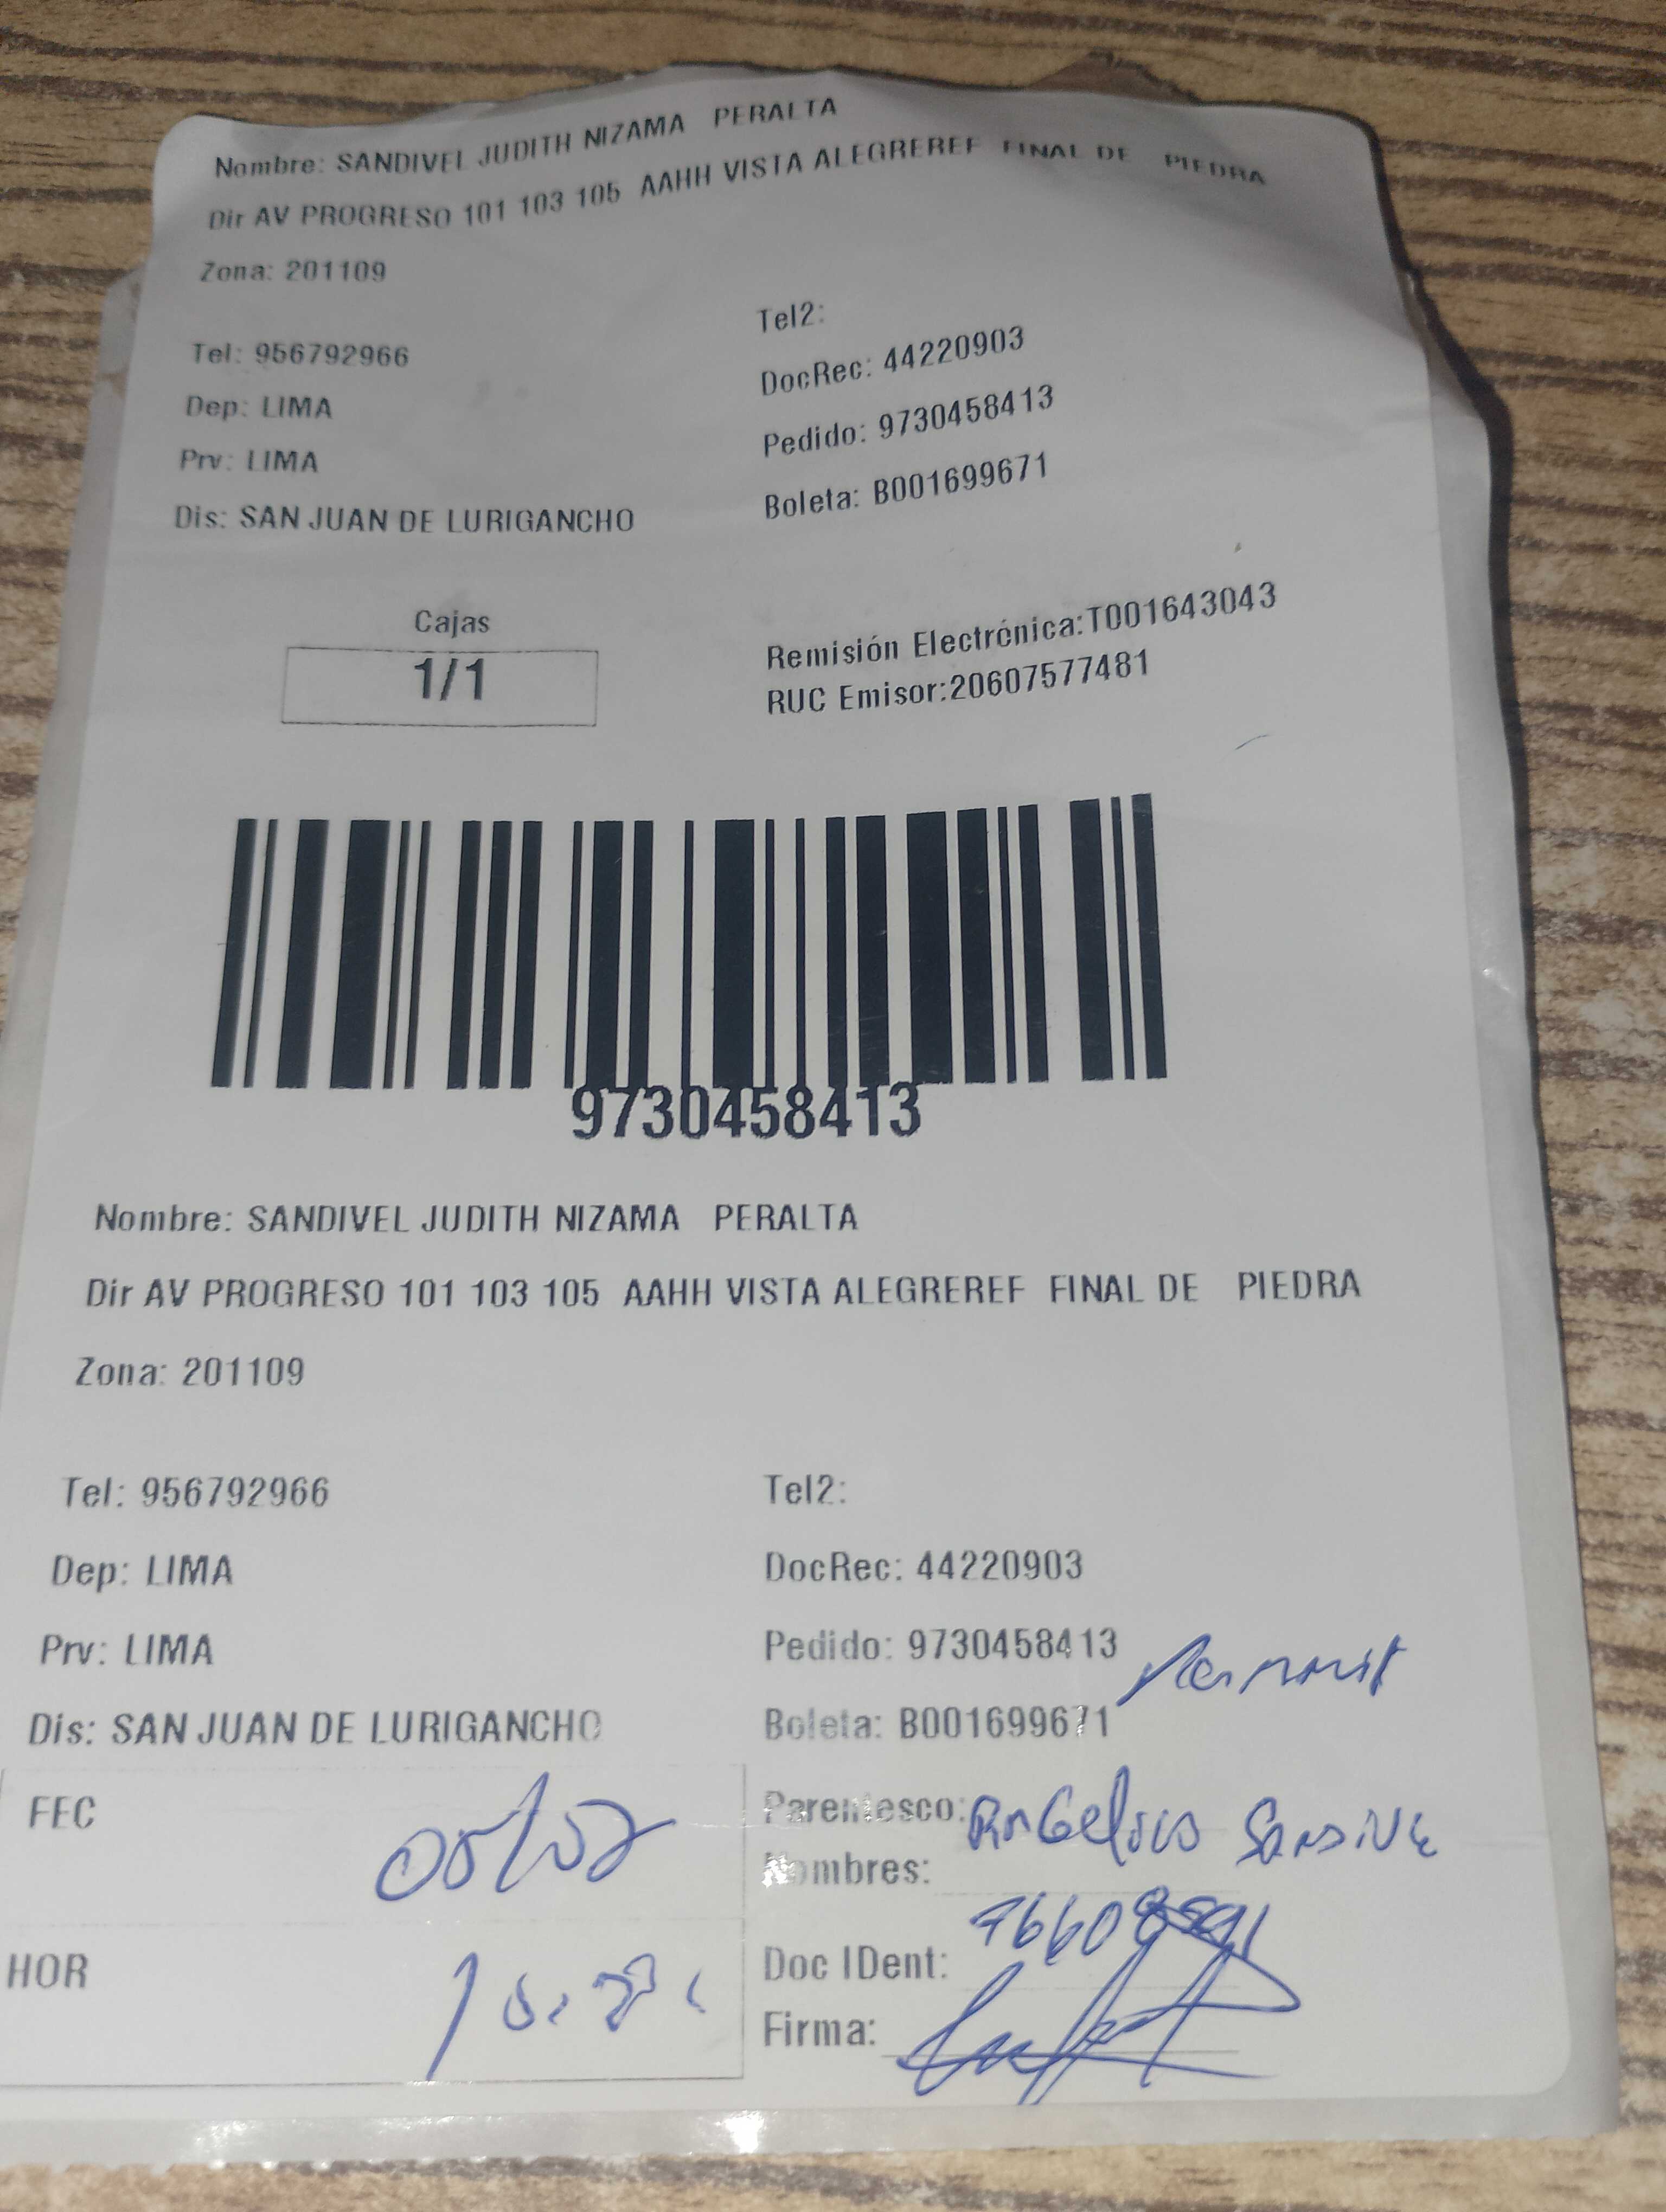 Nombre: SANDIVEL JUDITH NIZAMA PERALTA
Dir AV PROGRESO 101 103 105 AAHH VISTA ALEGREREF FINAL DE PIEDRA
Zona: 201109
Tel: 956792966
Tel2:
Dep: LIMA
DocRec: 44220903
Prv: LIMA
Pedido: 9730458413
Dis: SAN JUAN DE LURIGANCHO
Boleta: B001699671
Cajas
1/1
Remisión Electrónica:T001643043
RUC Emisor:20607577481
9730458413
Nombre: SANDIVEL JUDITH NIZAMA PERALTA
Dir AV PROGRESO 101 103 105 AAHH VISTA ALEGREREF FINAL DE PIEDRA
Zona: 201109
Tel: 956792966
Tel2:
Dep: LIMA
DocRec: 44220903
Prv: LIMA
Pedido: 9730458413
Dis: SAN JUAN DE LURIGANCHO
Boleta: B001699671
FEC
Parentesco:
Nombres:
HOR
Doc IDent:
Firma: